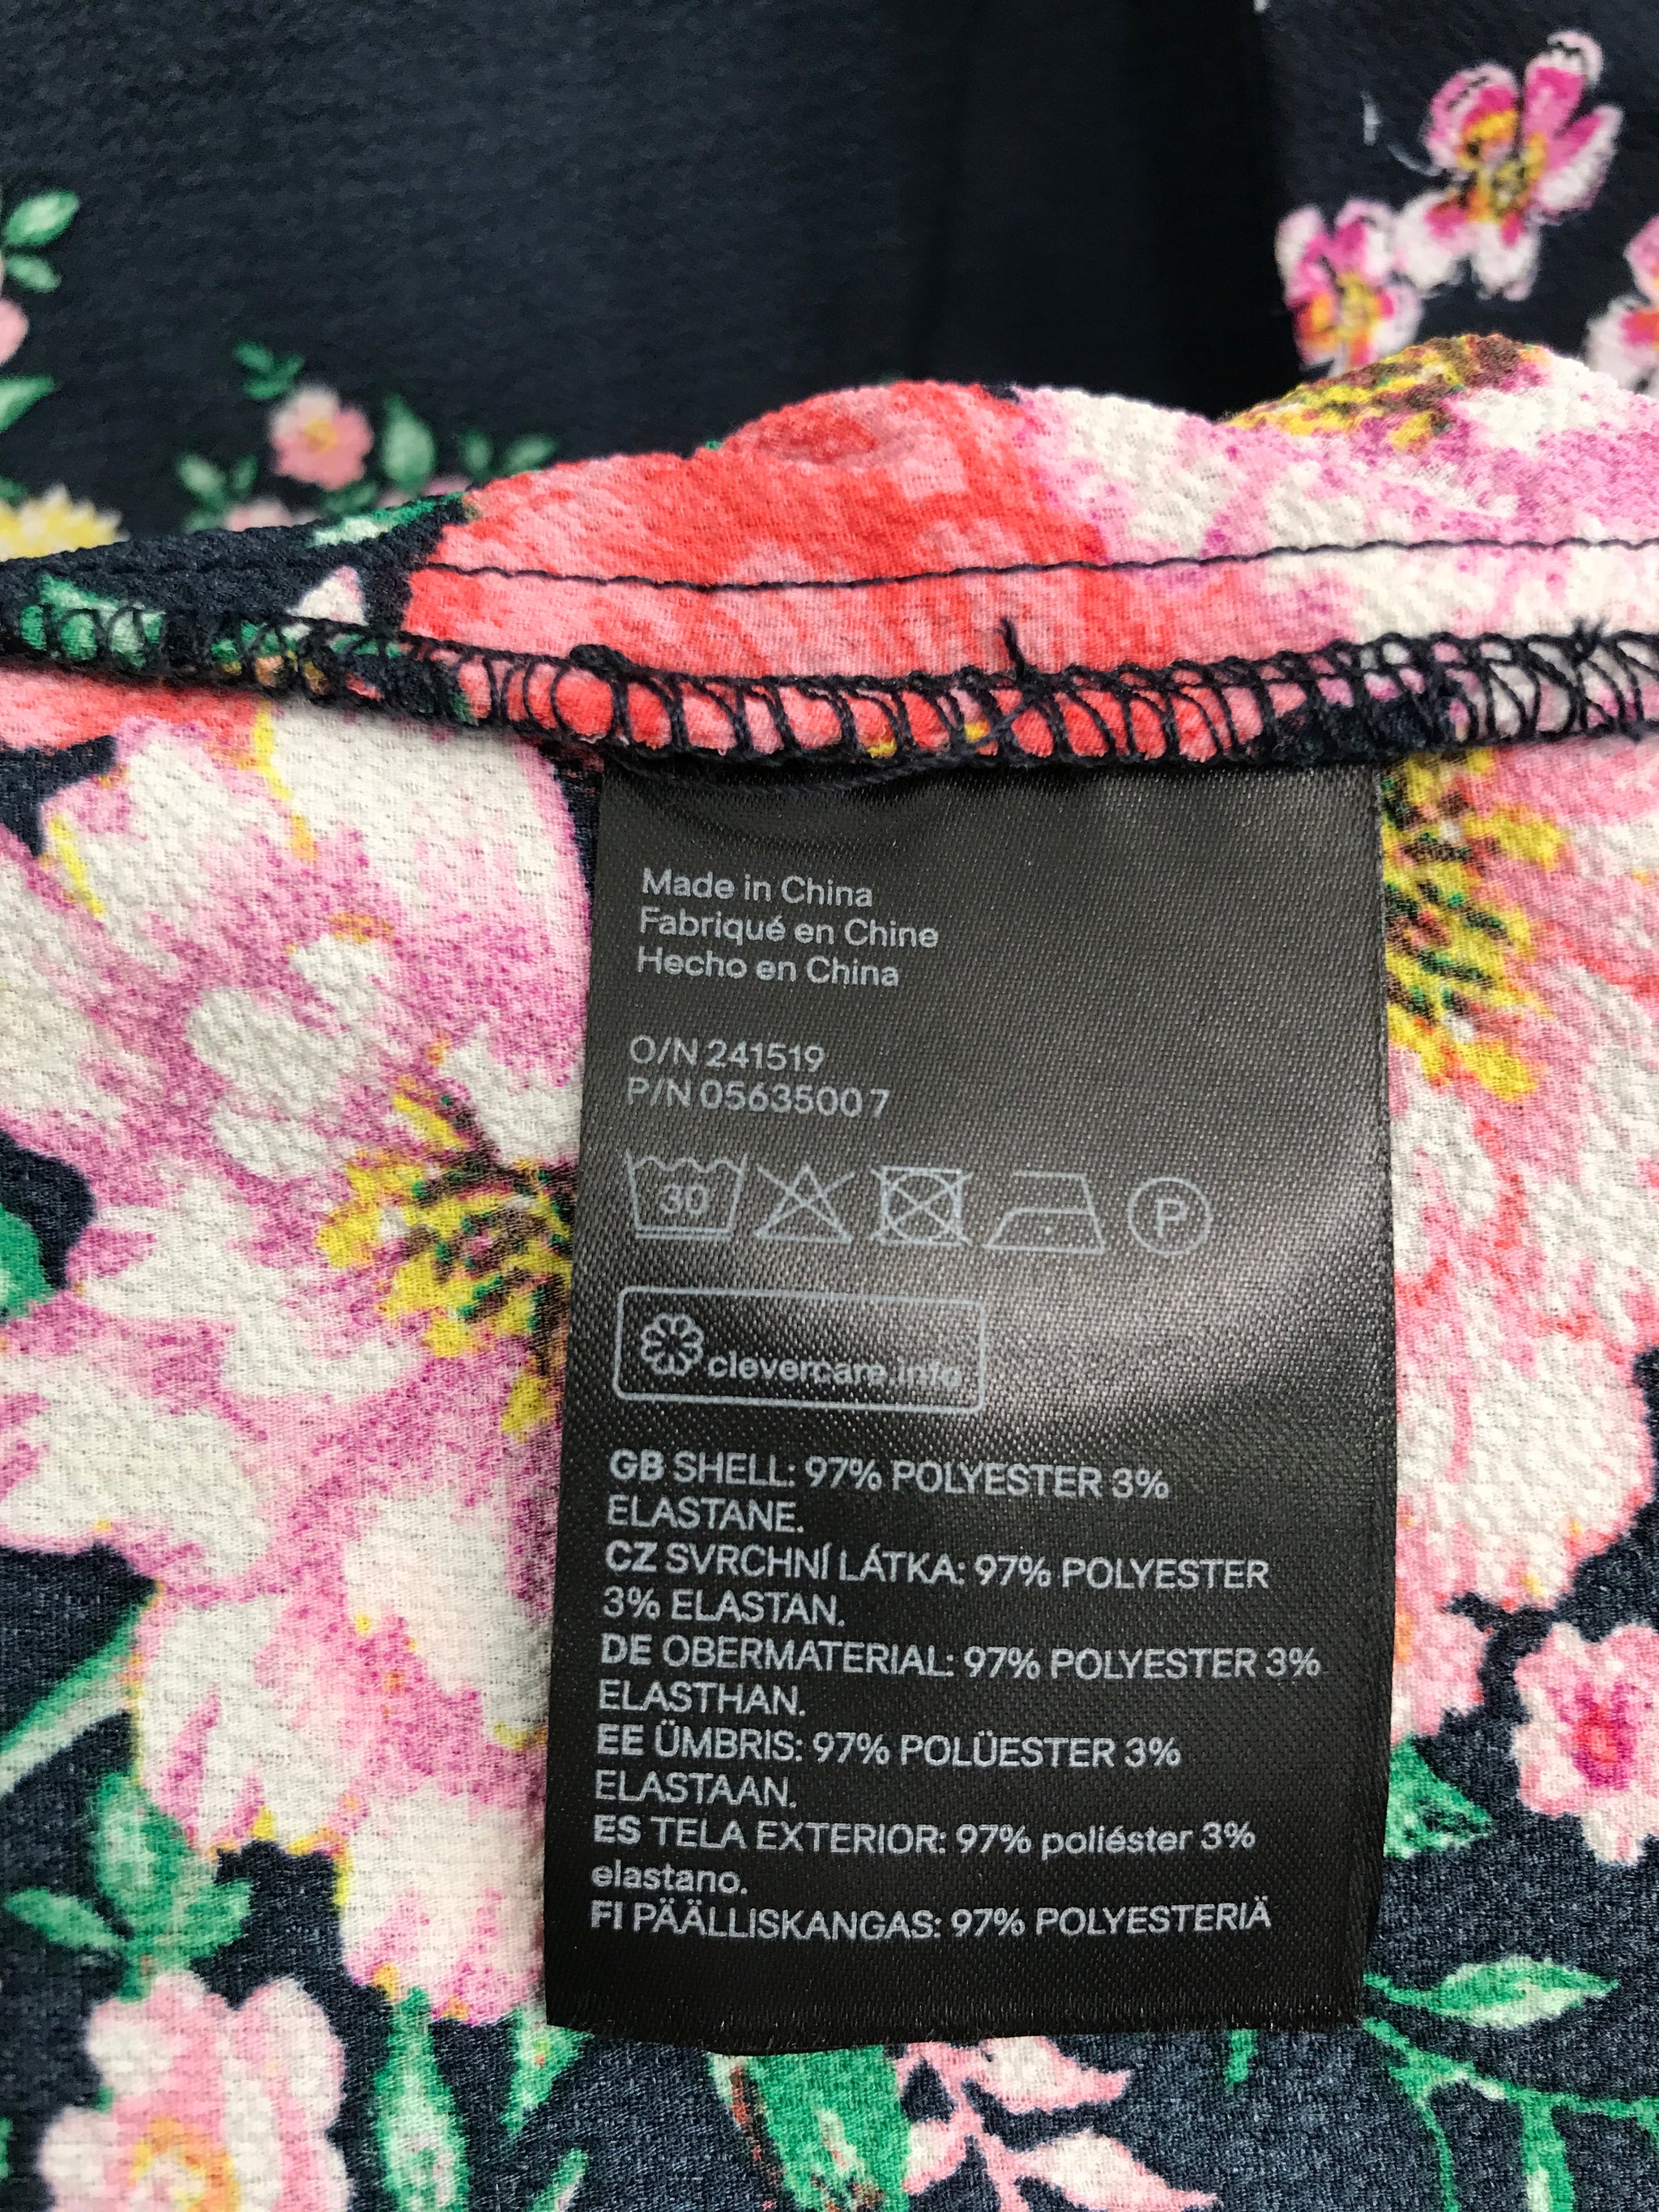 Made in China
Fabriqué en Chine
Hecho en China
O/N 241519
P/N 0563500 7
30 P
clevercare.info
GB SHELL: 97% POLYESTER 3%
ELASTANE.
CZ SVRCHNÍ LÁTKA: 97% POLYESTER
3% ELASTAN.
DE OBERMATERIAL: 97% POLYESTER 3%
ELASTHAN.
EE ÜMBRIS: 97% POLÜESTER 3%
ELASTAAN.
ES TELA EXTERIOR: 97% poliéster 3%
elastano.
FI PÄÄLLISKANGAS: 97% POLYESTERIÄ